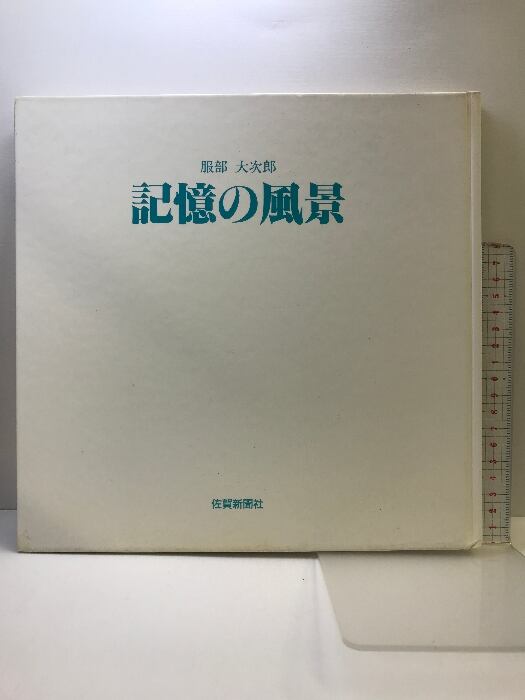 服部 大次郎
記憶の風景
佐賀新聞社